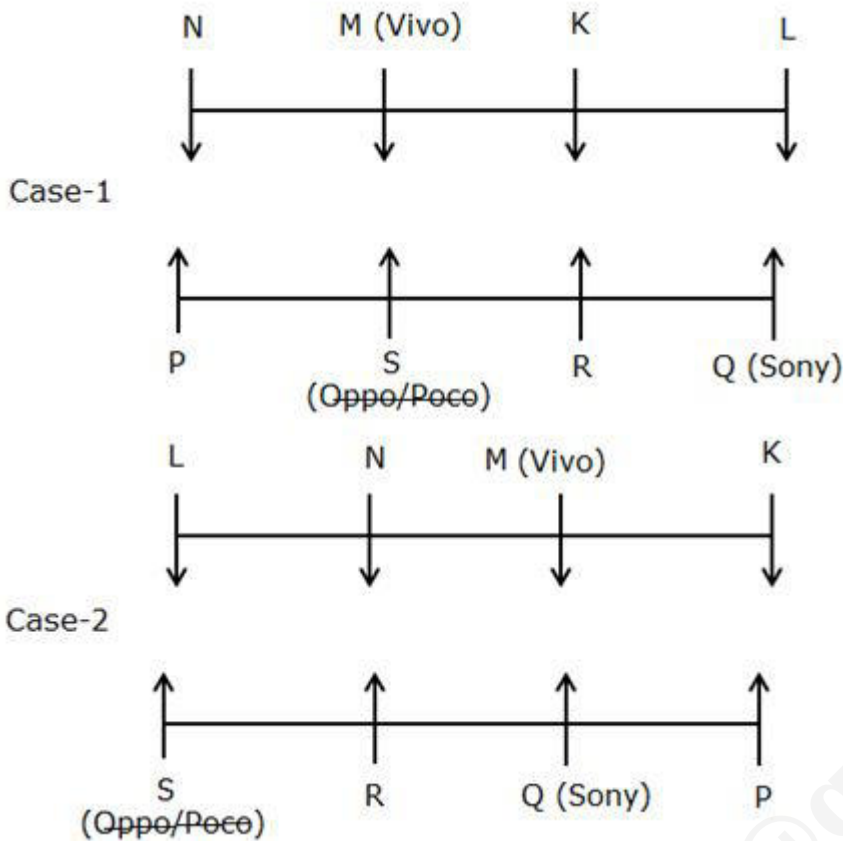 N M (Vivo) K L
Case-1
P S R Q (Sony)
(Oppo/Poco)
L N M (Vivo) K
Case-2
S R Q (Sony) P
(Oppo/Poco)